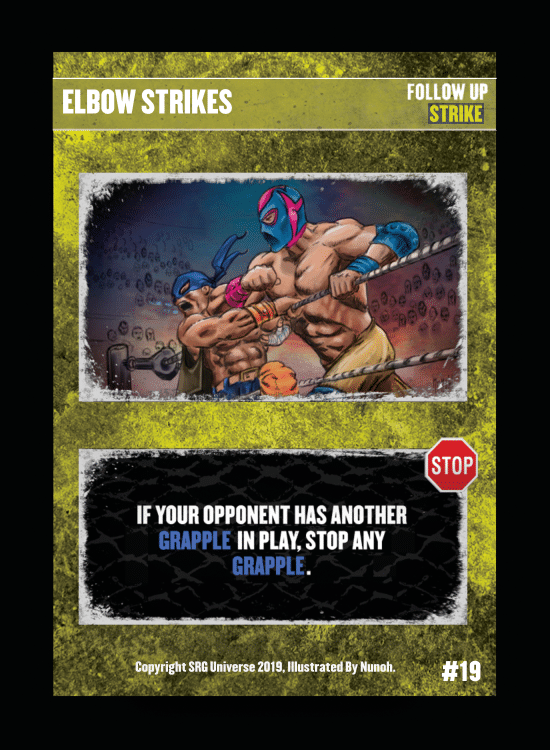 ELBOW STRIKES
FOLLOW UP
STRIKE
STOP
IF YOUR OPPONENT HAS ANOTHER
GRAPPLE IN PLAY, STOP ANY
GRAPPLE.
Copyright SRG Universe 2019, Illustrated By Nunoh.
#19